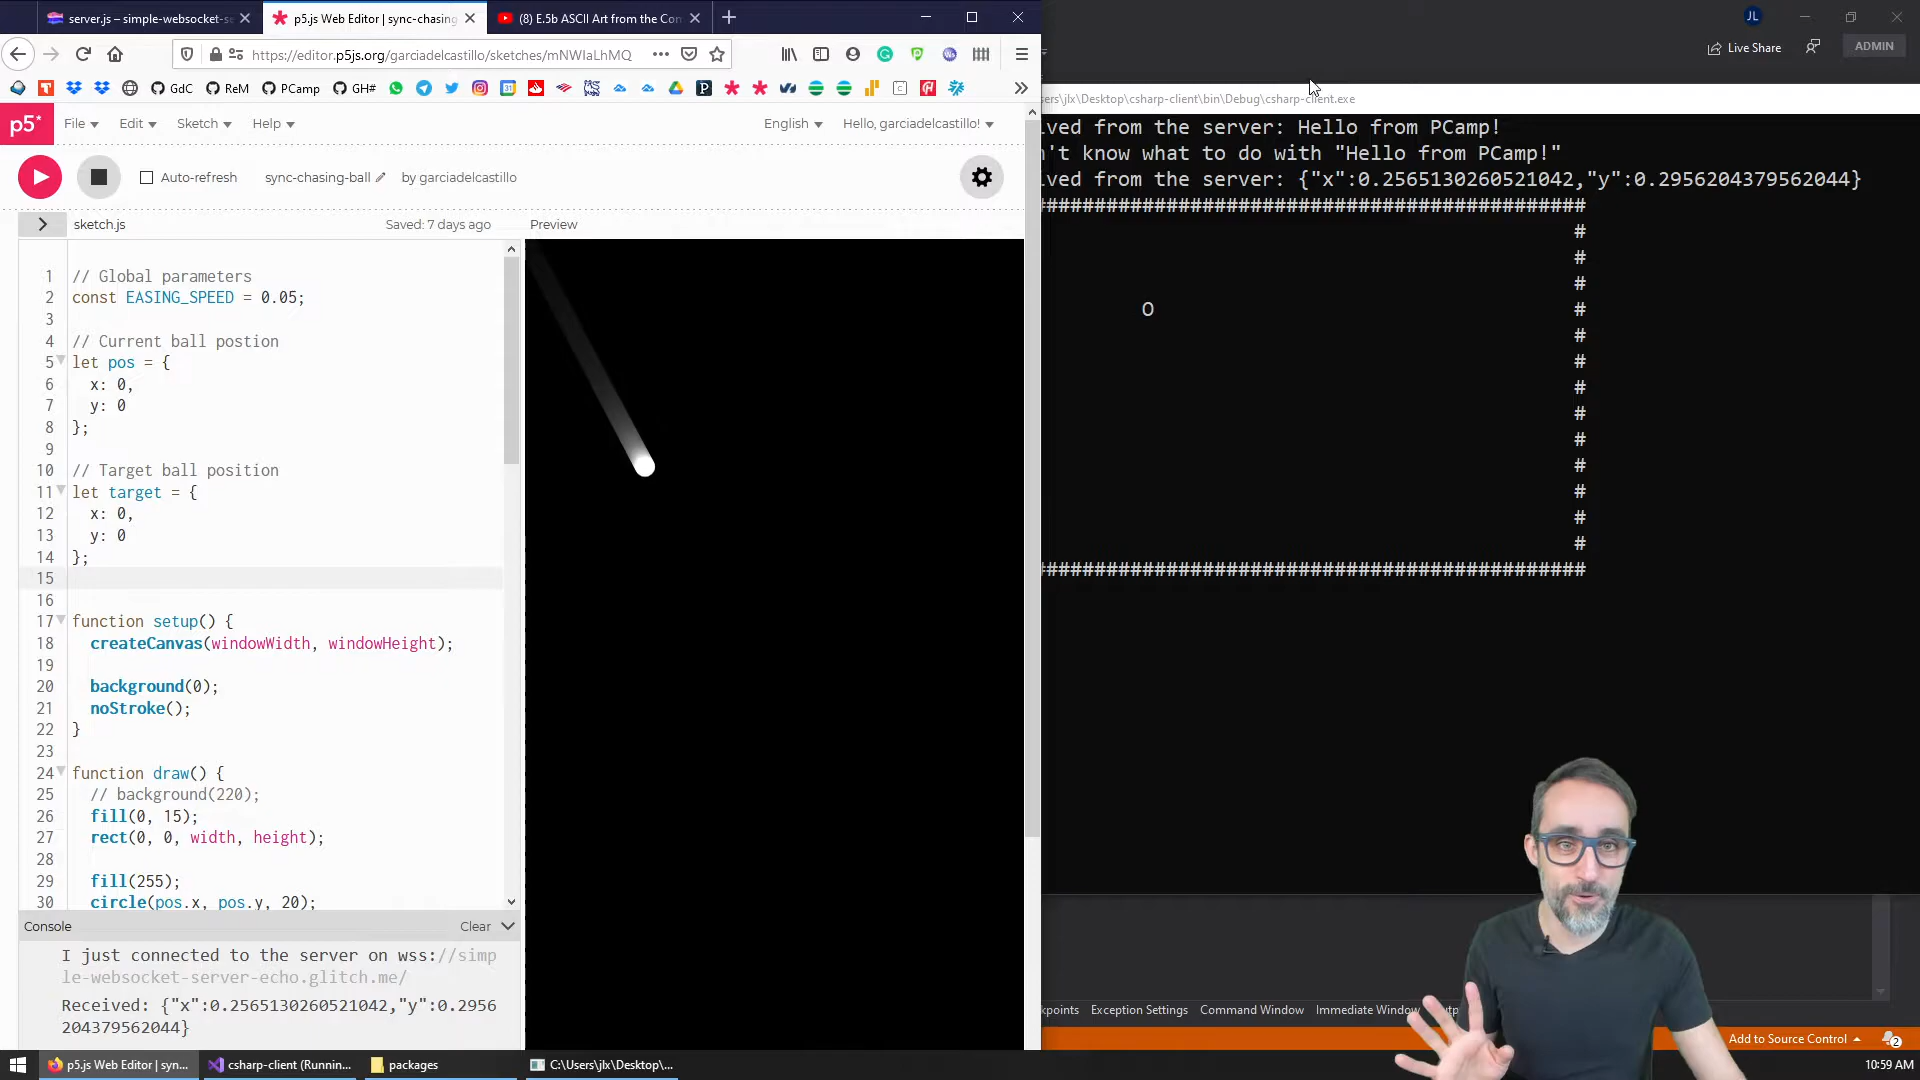 server.js – simple-websocket-se
p5.js Web Editor | sync-chasing
(8) E.5b ASCII Art from the Con
JL
https://editor.p5js.org/garciadelcastillo/sketches/mNWIaLhMQ
Live Share
ADMIN
GdC
ReM
PCamp
GH#
ers\jlx\Desktop\csharp-client\bin\Debug\csharp-client.exe
p5*
File
Edit
Sketch
Help
English
Hello, garciadelcastillo!
Auto-refresh
sync-chasing-ball
by garciadelcastillo
sketch.js
Saved: 7 days ago
Preview
1 // Global parameters
2 const EASING_SPEED = 0.05;
3
4 // Current ball postion
5 let pos = {
6 x: 0,
7 y: 0
8 };
9
10 // Target ball position
11 let target = {
12 x: 0,
13 y: 0
14 };
15
16
17 function setup() {
18 createCanvas(windowWidth, windowHeight);
19
20 background(0);
21 noStroke();
22 }
23
24 function draw() {
25 // background(220);
26 fill(0, 15);
27 rect(0, 0, width, height);
28
29 fill(255);
30 circle(pos.x, pos.y, 20);
Console
Clear
I just connected to the server on wss://simp
le-websocket-server-echo.glitch.me/
Received: {"x":0.2565130260521042,"y":0.2956
204379562044}
ived from the server: Hello from PCamp!
n't know what to do with "Hello from PCamp!"
ived from the server: {"x":0.2565130260521042,"y":0.2956204379562044}
##############################################
#
#
#
O #
#
#
#
#
#
#
#
#
#
##############################################
kpoints
Exception Settings
Command Window
Immediate Window
Add to Source Control
2
p5.js Web Editor | syn...
csharp-client (Runnin...
packages
C:\Users\jlx\Desktop\...
10:59 AM